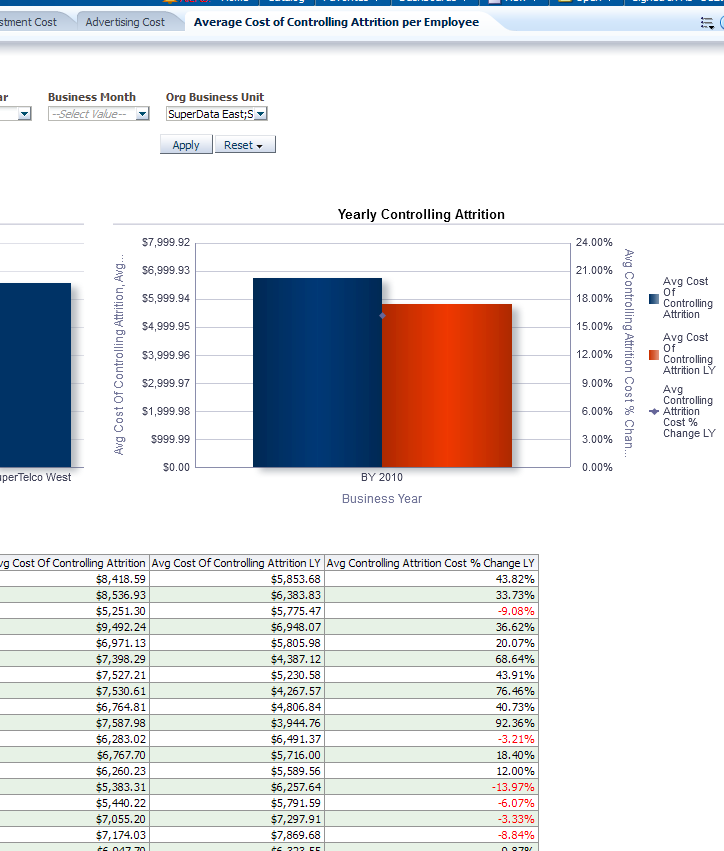 stment Cost
Advertising Cost
Average Cost of Controlling Attrition per Employee
ar
Business Month
Org Business Unit
--Select Value--
SuperData East;S
Apply
Reset
Yearly Controlling Attrition
$7,999.92
$6,999.93
$5,999.94
$4,999.95
$3,999.96
$2,999.97
$1,999.98
$999.99
$0.00
Avg Cost Of Controlling Attrition, Avg...
24.00%
21.00%
18.00%
15.00%
12.00%
9.00%
6.00%
3.00%
0.00%
Avg Controlling Attrition Cost % Chan...
Avg Cost
Of
Controlling
Attrition
Avg Cost
Of
Controlling
Attrition LY
Avg
Controlling
Attrition
Cost %
Change LY
uperTelco West
BY 2010
Business Year
vg Cost Of Controlling Attrition Avg Cost Of Controlling Attrition LY Avg Controlling Attrition Cost % Change LY
$8,418.59 $5,853.68 43.82%
$8,536.93 $6,383.83 33.73%
$5,251.30 $5,775.47 -9.08%
$9,492.24 $6,948.07 36.62%
$6,971.13 $5,805.98 20.07%
$7,398.29 $4,387.12 68.64%
$7,527.21 $5,230.58 43.91%
$7,530.61 $4,267.57 76.46%
$6,764.81 $4,806.84 40.73%
$7,587.98 $3,944.76 92.36%
$6,283.02 $6,491.37 -3.21%
$6,767.70 $5,716.00 18.40%
$6,260.23 $5,589.56 12.00%
$5,383.31 $6,257.64 -13.97%
$5,440.22 $5,791.59 -6.07%
$7,055.20 $7,297.91 -3.33%
$7,174.03 $7,869.68 -8.84%